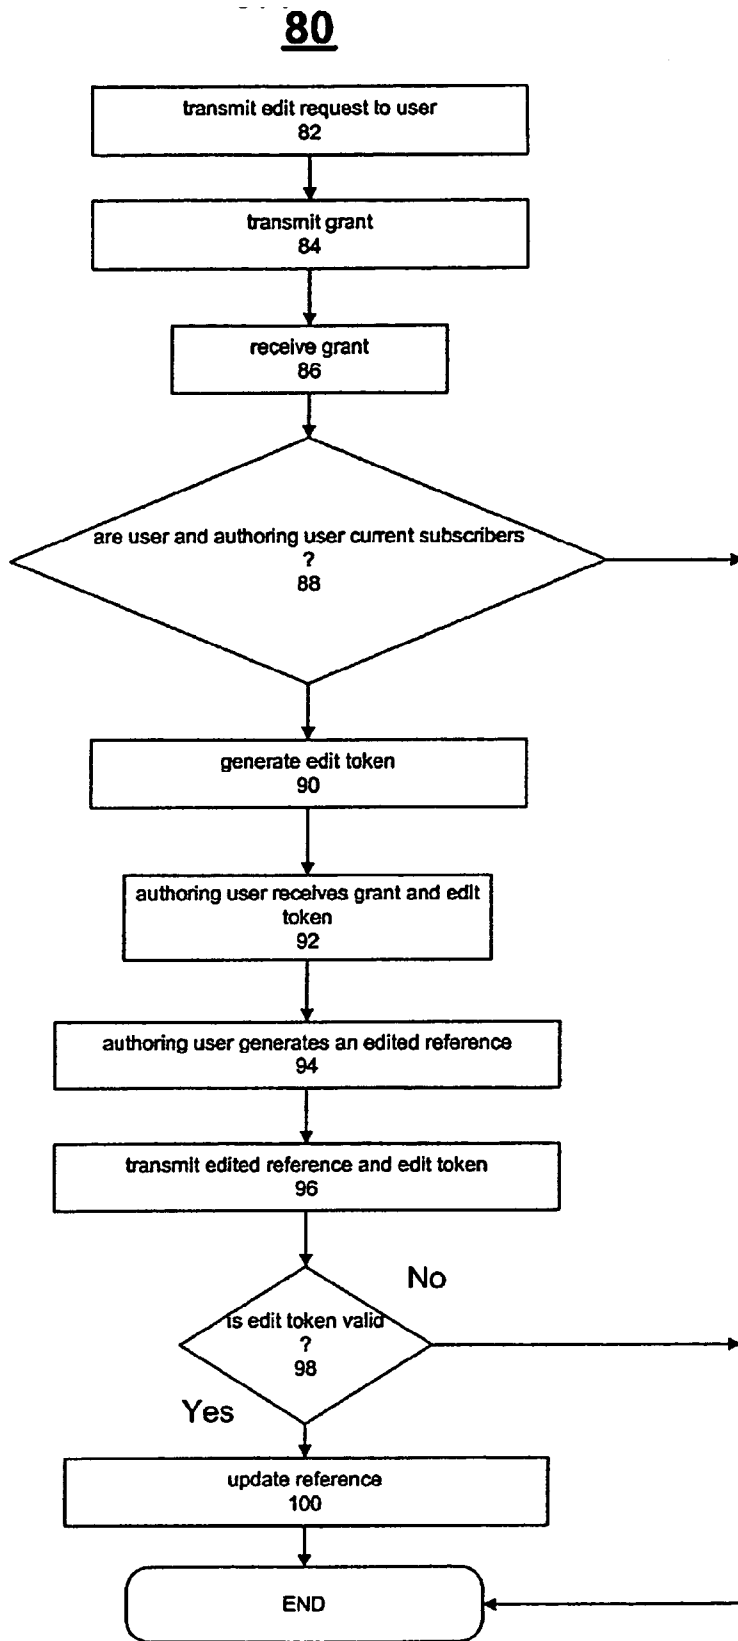 80
transmit edit request to user
82
transmit grant
84
receive grant
86
are user and authoring user current subscribers
?
88
generate edit token
90
authoring user receives grant and edit
token
92
authoring user generates an edited reference
94
transmit edited reference and edit token
96
No
is edit token valid
?
98
Yes
update reference
100
END